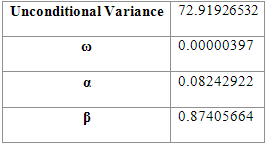 Unconditional Variance 72.91926532
ω 0.00000397
α 0.08242922
β 0.87405664